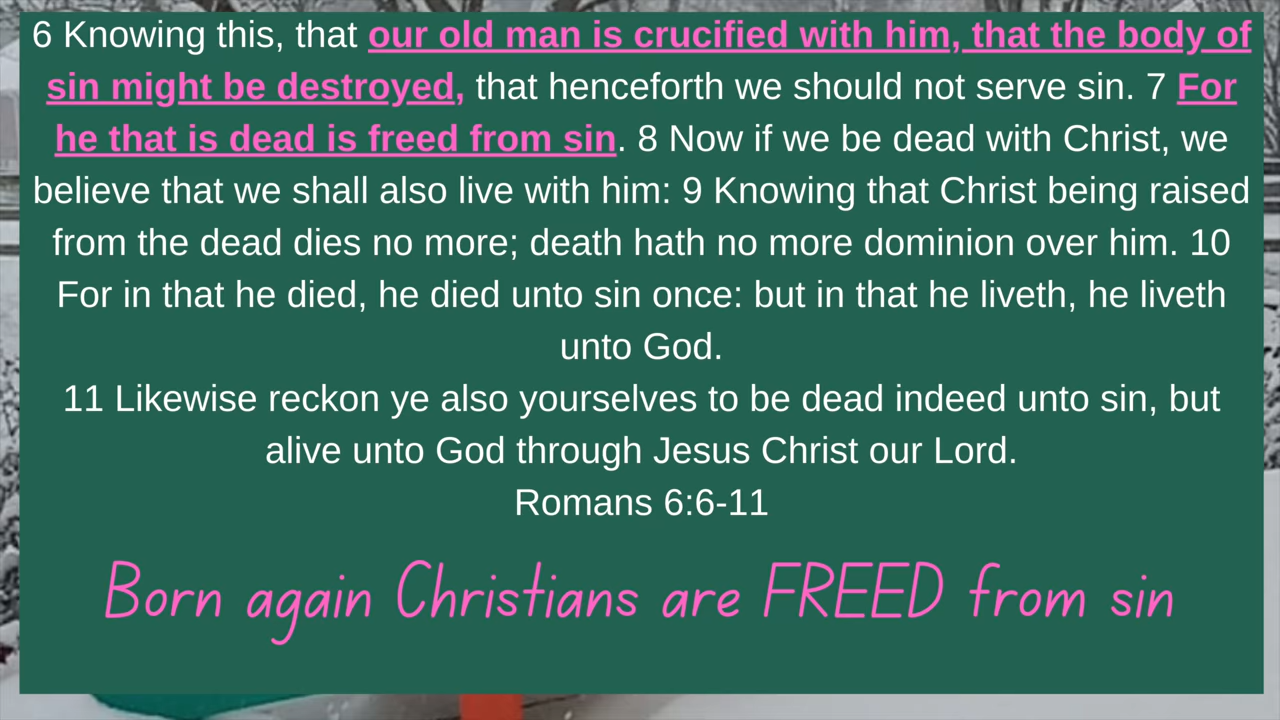 6 Knowing this, that our old man is crucified with him, that the body of
sin might be destroyed, that henceforth we should not serve sin. 7 For
he that is dead is freed from sin. 8 Now if we be dead with Christ, we
believe that we shall also live with him: 9 Knowing that Christ being raised
from the dead dies no more; death hath no more dominion over him. 10
For in that he died, he died unto sin once: but in that he liveth, he liveth
unto God.
11 Likewise reckon ye also yourselves to be dead indeed unto sin, but
alive unto God through Jesus Christ our Lord.
Romans 6:6-11
Born again Christians are FREED from sin